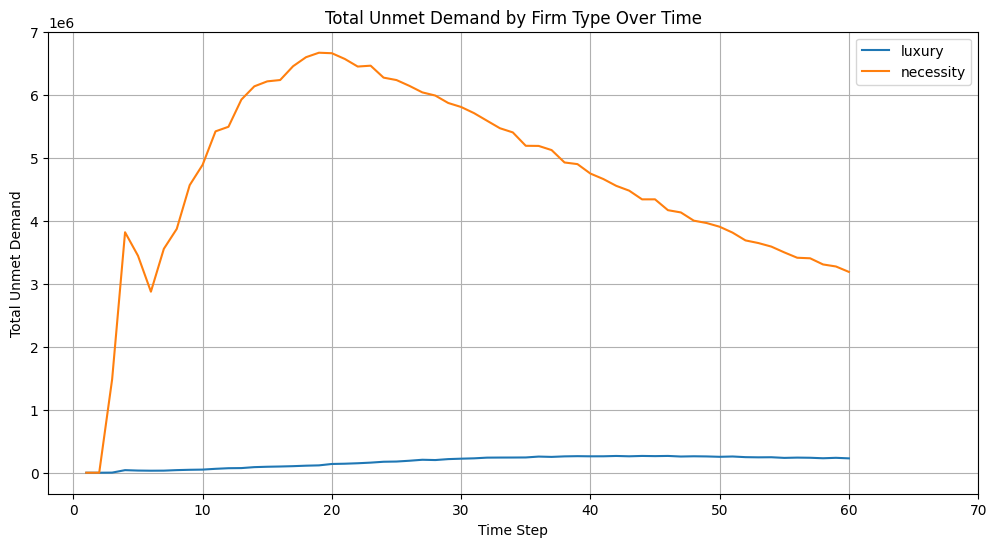 Total Unmet Demand by Firm Type Over Time
1e6
luxury
necessity
7
6
5
4
3
2
1
0
Total Unmet Demand
0 10 20 30 40 50 60 70
Time Step